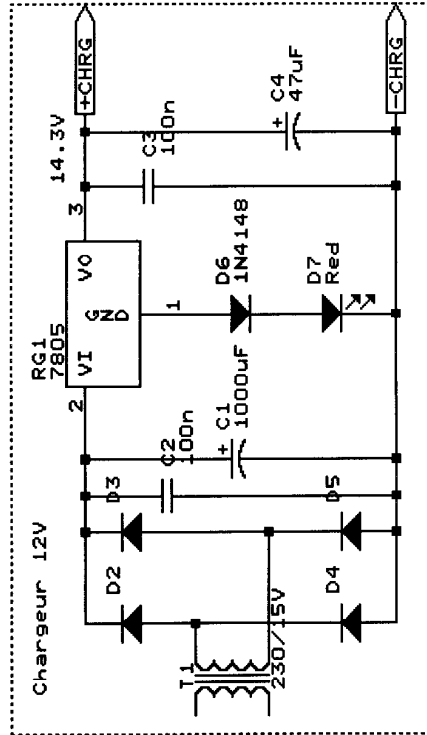 Chargeur 12V
T1
230/15V
D2
D3
D4
D5
C2
100n
C1
1000uF
RG1
7805
VI
VO
GND
2
1
3
D6
1N4148
D7
Red
14.3V
C3
100n
C4
47uF
+CHRG
-CHRG